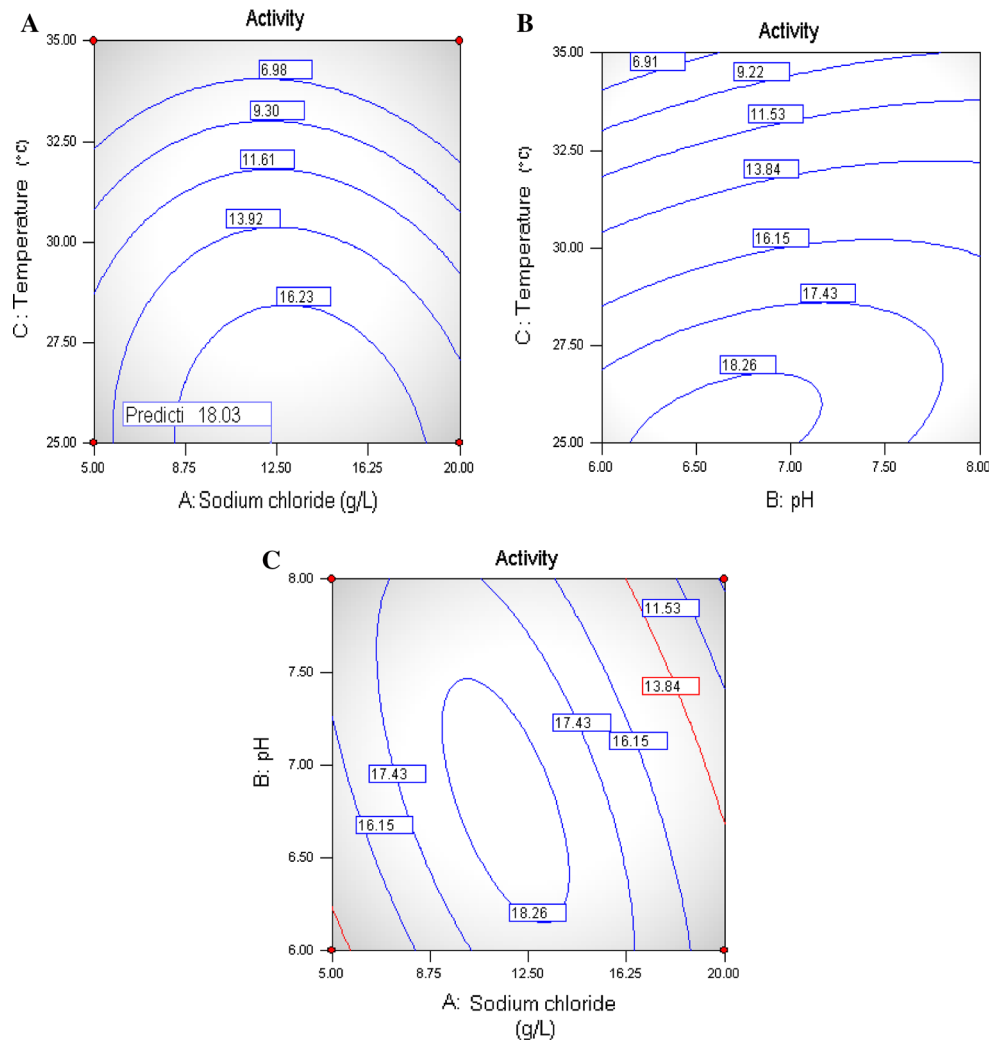 A
Activity
35.00
32.50
30.00
27.50
25.00
C : Temperature (°c)
6.98
9.30
11.61
13.92
16.23
Predicti 18.03
5.00 8.75 12.50 16.25 20.00
A: Sodium chloride (g/L)
B
Activity
35.00
32.50
30.00
27.50
25.00
C : Temperature (°c)
6.91
9.22
11.53
13.84
16.15
17.43
18.26
6.00 6.50 7.00 7.50 8.00
B: pH
C
Activity
8.00
7.50
7.00
6.50
6.00
B: pH
11.53
13.84
17.43
16.15
17.43
16.15
18.26
5.00 8.75 12.50 16.25 20.00
A: Sodium chloride
(g/L)